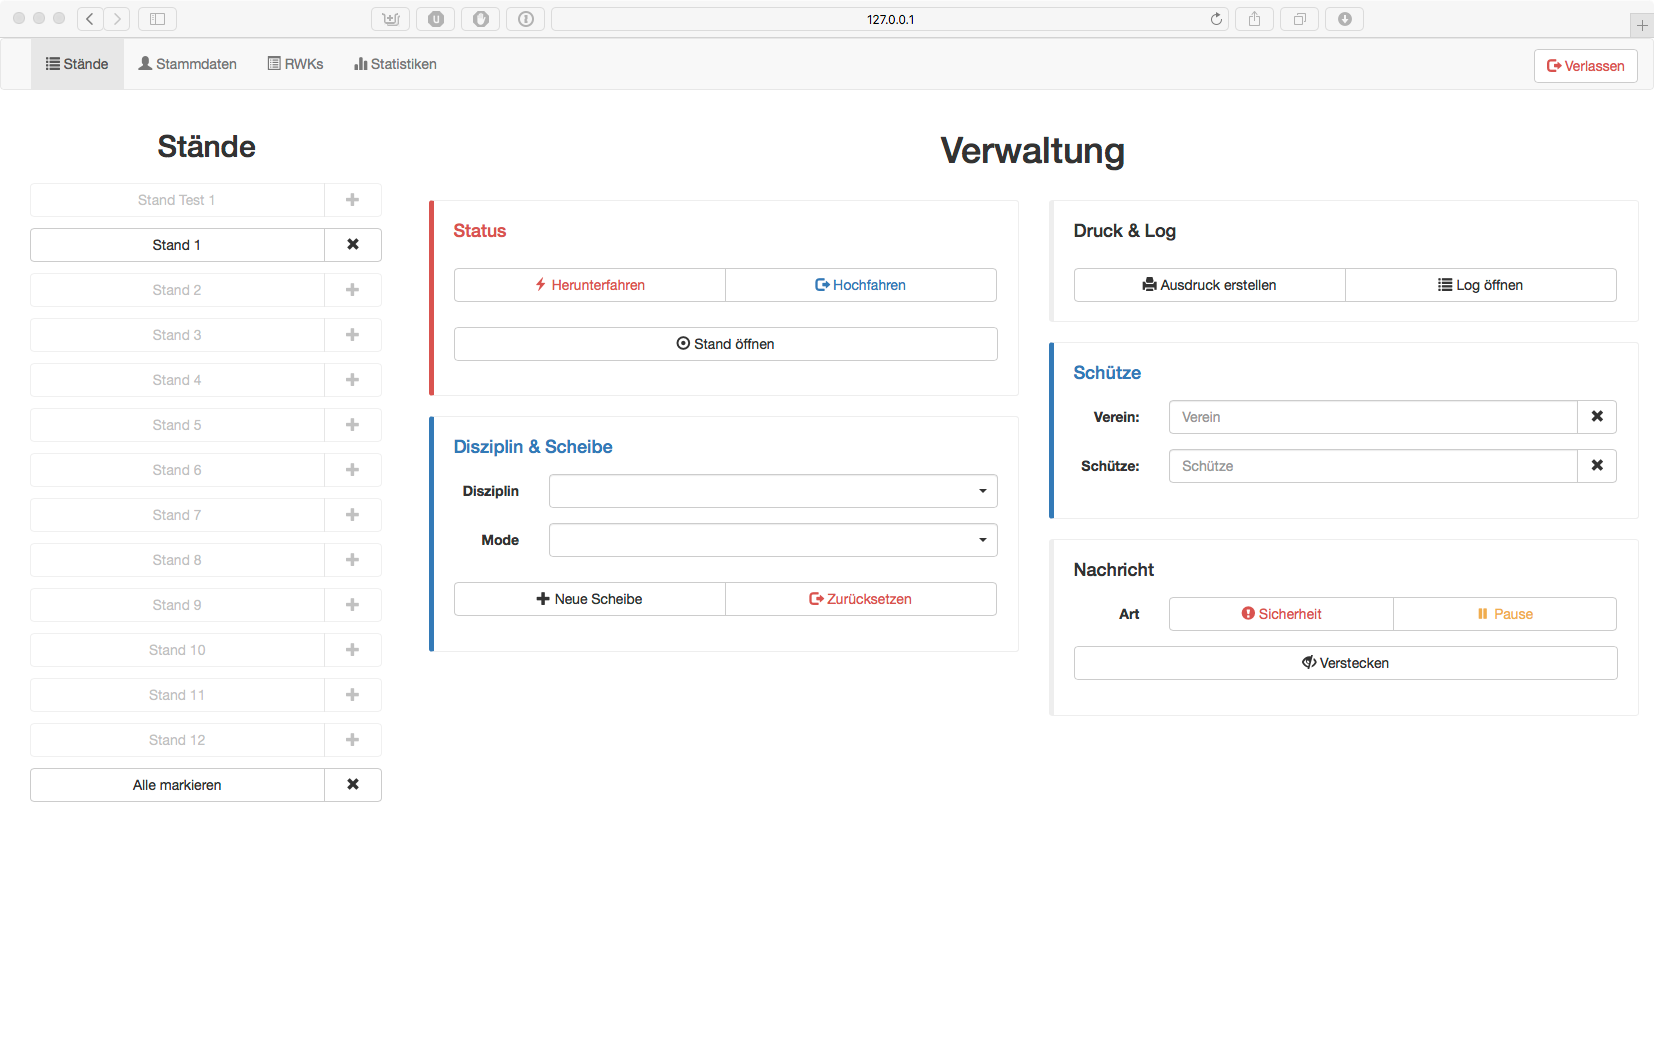 127.0.0.1
Stände Stammdaten RWKs Statistiken Verlassen
Stände
Stand Test 1
Stand 1
Stand 2
Stand 3
Stand 4
Stand 5
Stand 6
Stand 7
Stand 8
Stand 9
Stand 10
Stand 11
Stand 12
Alle markieren
Verwaltung
Status
Herunterfahren Hochfahren
Stand öffnen
Disziplin & Scheibe
Disziplin
Mode
Neue Scheibe Zurücksetzen
Druck & Log
Ausdruck erstellen Log öffnen
Schütze
Verein: Verein
Schütze: Schütze
Nachricht
Art Sicherheit Pause
Verstecken